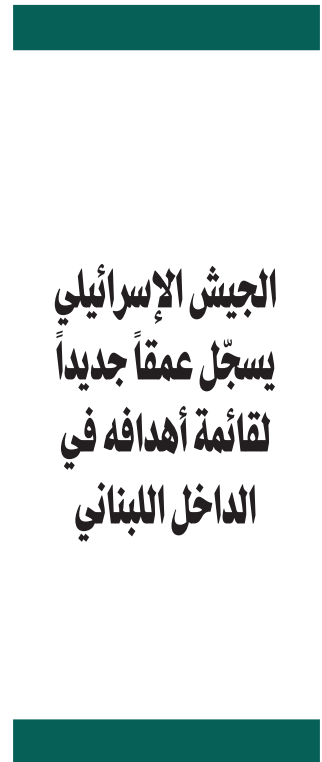 الجيش الإسرائيلي
يسجّل عمقاً جديداً
لقائمة أهدافه في
الداخل اللبناني